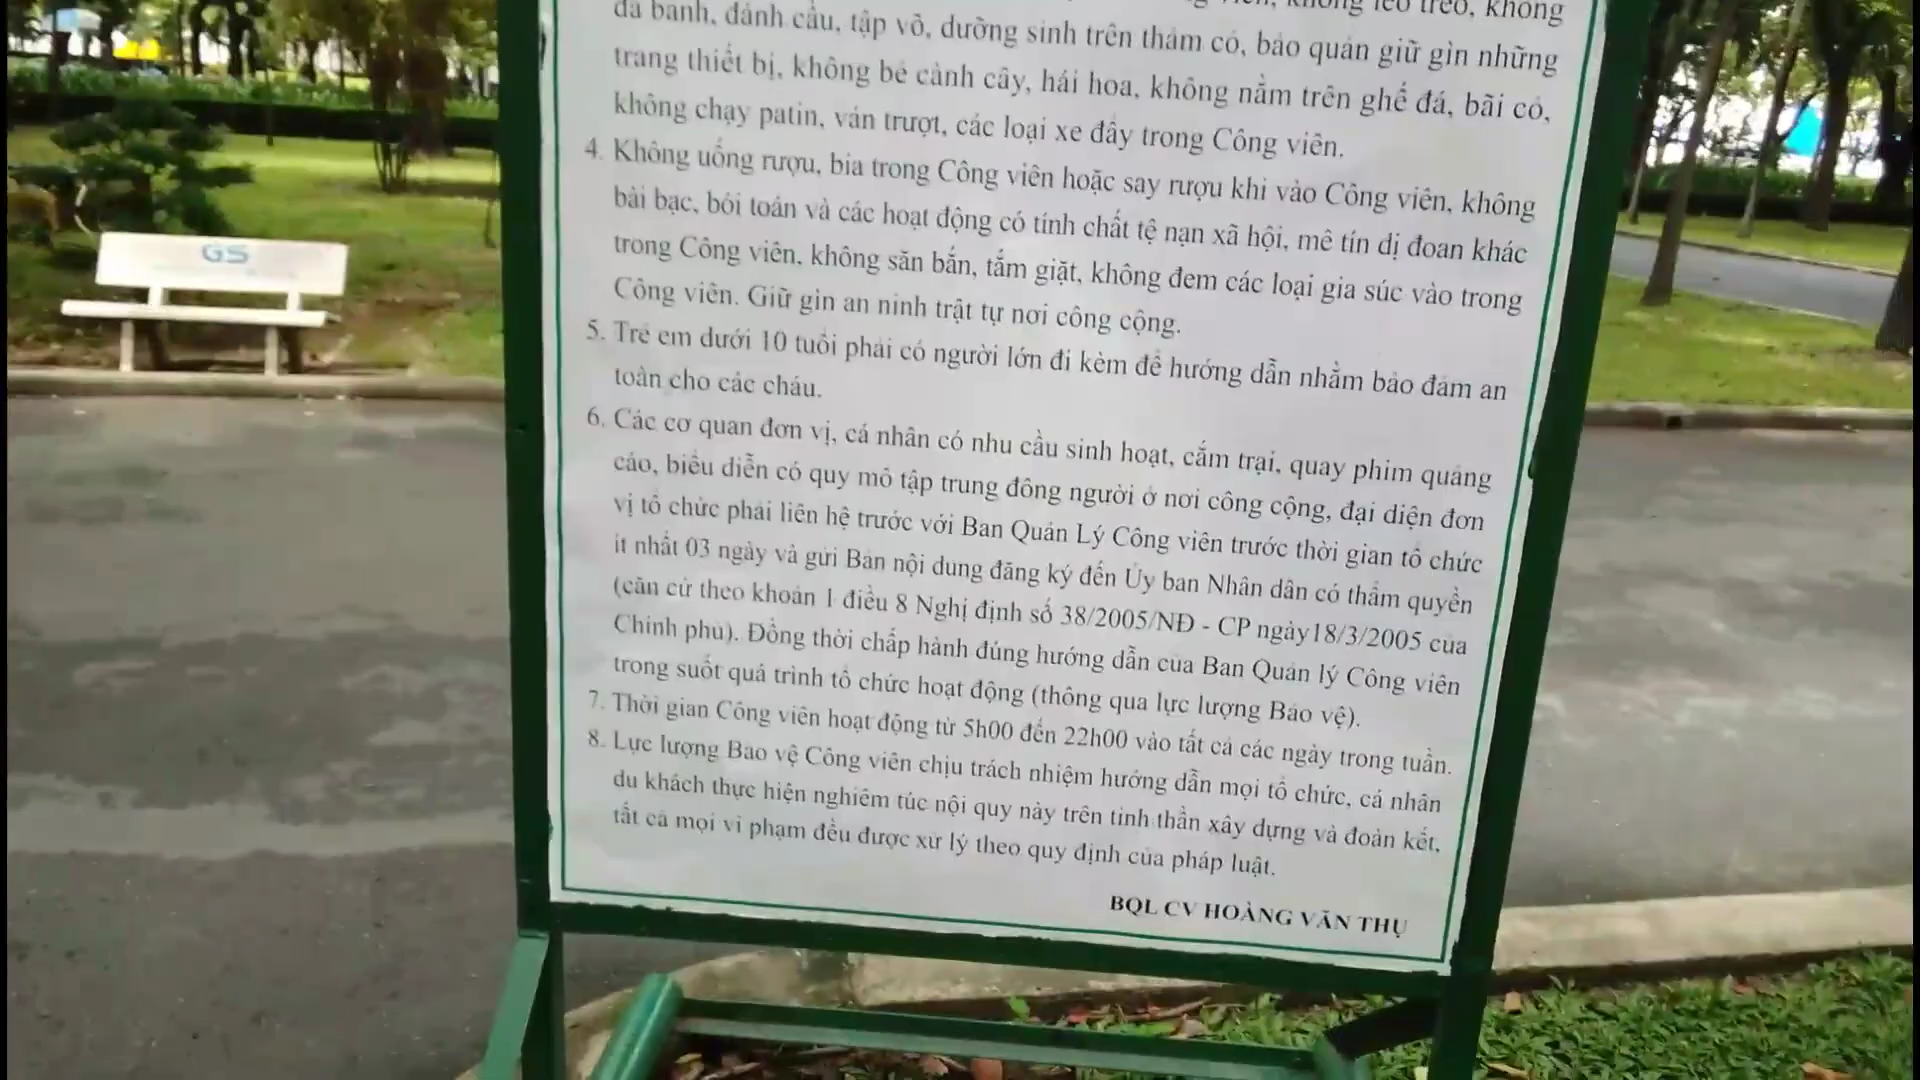 GS
viên, không leo trèo, không
đá banh, đánh cầu, tập võ, dưỡng sinh trên thảm cỏ, bảo quản giữ gìn những
trang thiết bị, không bẻ cành cây, hái hoa, không nằm trên ghế đá, bãi cỏ,
không chạy patin, ván trượt, các loại xe đẩy trong Công viên.
4. Không uống rượu, bia trong Công viên hoặc say rượu khi vào Công viên, không
bài bạc, bói toán và các hoạt động có tính chất tệ nạn xã hội, mê tín dị đoan khác
trong Công viên, không săn bắn, tắm giặt, không đem các loại gia súc vào trong
Công viên. Giữ gìn an ninh trật tự nơi công cộng.
5. Trẻ em dưới 10 tuổi phải có người lớn đi kèm để hướng dẫn nhằm bảo đảm an
toàn cho các cháu.
6. Các cơ quan đơn vị, cá nhân có nhu cầu sinh hoạt, cắm trại, quay phim quảng
cáo, biểu diễn có quy mô tập trung đông người ở nơi công cộng, đại diện đơn
vị tổ chức phải liên hệ trước với Ban Quản Lý Công viên trước thời gian tổ chức
ít nhất 03 ngày và gửi Bản nội dung đăng ký đến Ủy ban Nhân dân có thẩm quyền
(căn cứ theo khoản 1 điều 8 Nghị định số 38/2005/NĐ - CP ngày18/3/2005 của
Chính phủ). Đồng thời chấp hành đúng hướng dẫn của Ban Quản lý Công viên
trong suốt quá trình tổ chức hoạt động (thông qua lực lượng Bảo vệ).
7. Thời gian Công viên hoạt động từ 5h00 đến 22h00 vào tất cả các ngày trong tuần.
8. Lực lượng Bảo vệ Công viên chịu trách nhiệm hướng dẫn mọi tổ chức, cá nhân
du khách thực hiện nghiêm túc nội quy này trên tinh thần xây dựng và đoàn kết,
tất cả mọi vi phạm đều được xử lý theo quy định của pháp luật.
BQL CV HOÀNG VĂN THỤ